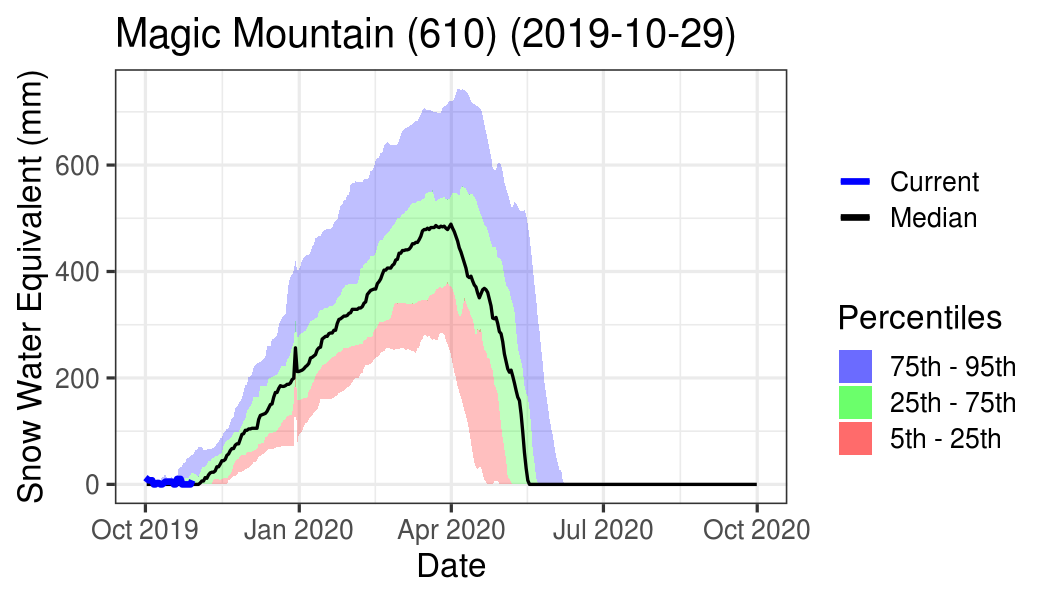 Magic Mountain (610) (2019-10-29)
Snow Water Equivalent (mm)
600
400
200
0
Oct 2019
Jan 2020
Apr 2020
Jul 2020
Oct 2020
Date
Current
Median
Percentiles
75th - 95th
25th - 75th
5th - 25th